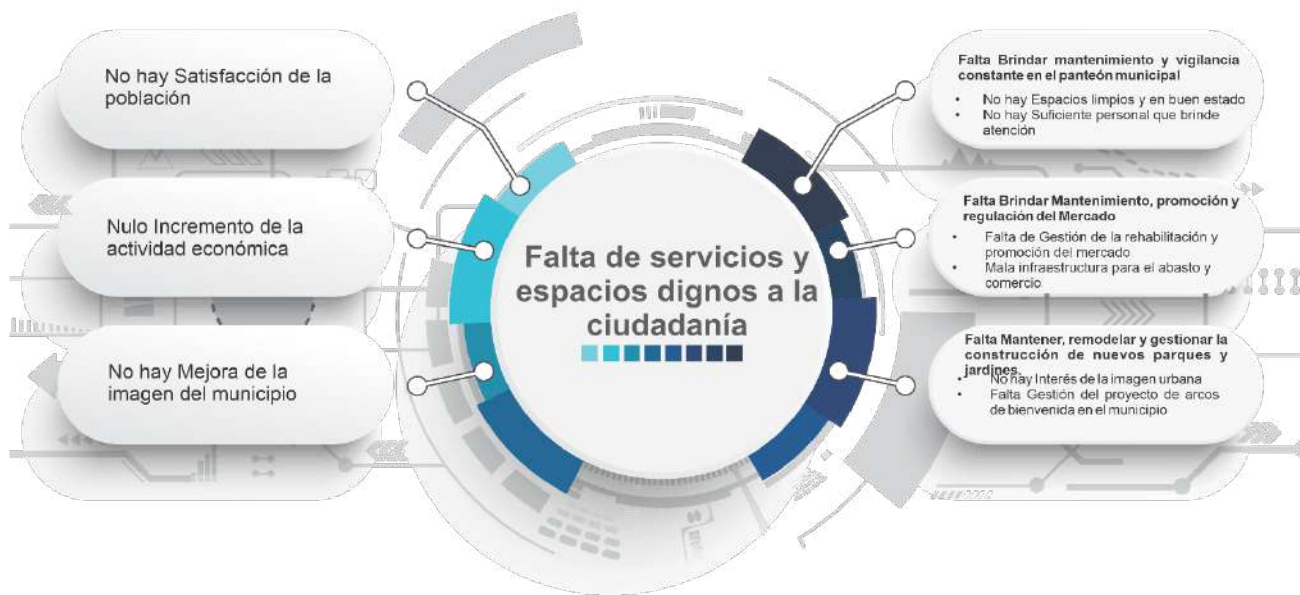 No hay Satisfacción de la
población
Nulo Incremento de la
actividad económica
No hay Mejora de la
imagen del municipio
Falta de servicios y
espacios dignos a la
ciudadanía
Falta Brindar mantenimiento y vigilancia
constante en el panteón municipal
• No hay Espacios limpios y en buen estado
• No hay Suficiente personal que brinde
atención
Falta Brindar Mantenimiento, promoción y
regulación del Mercado
• Falta de Gestión de la rehabilitación y
promoción del mercado
• Mala infraestructura para el abasto y
comercio
Falta Mantener, remodelar y gestionar la
construcción de nuevos parques y
jardines.
• No hay Interés de la imagen urbana
• Falta Gestión del proyecto de arcos
de bienvenida en el municipio